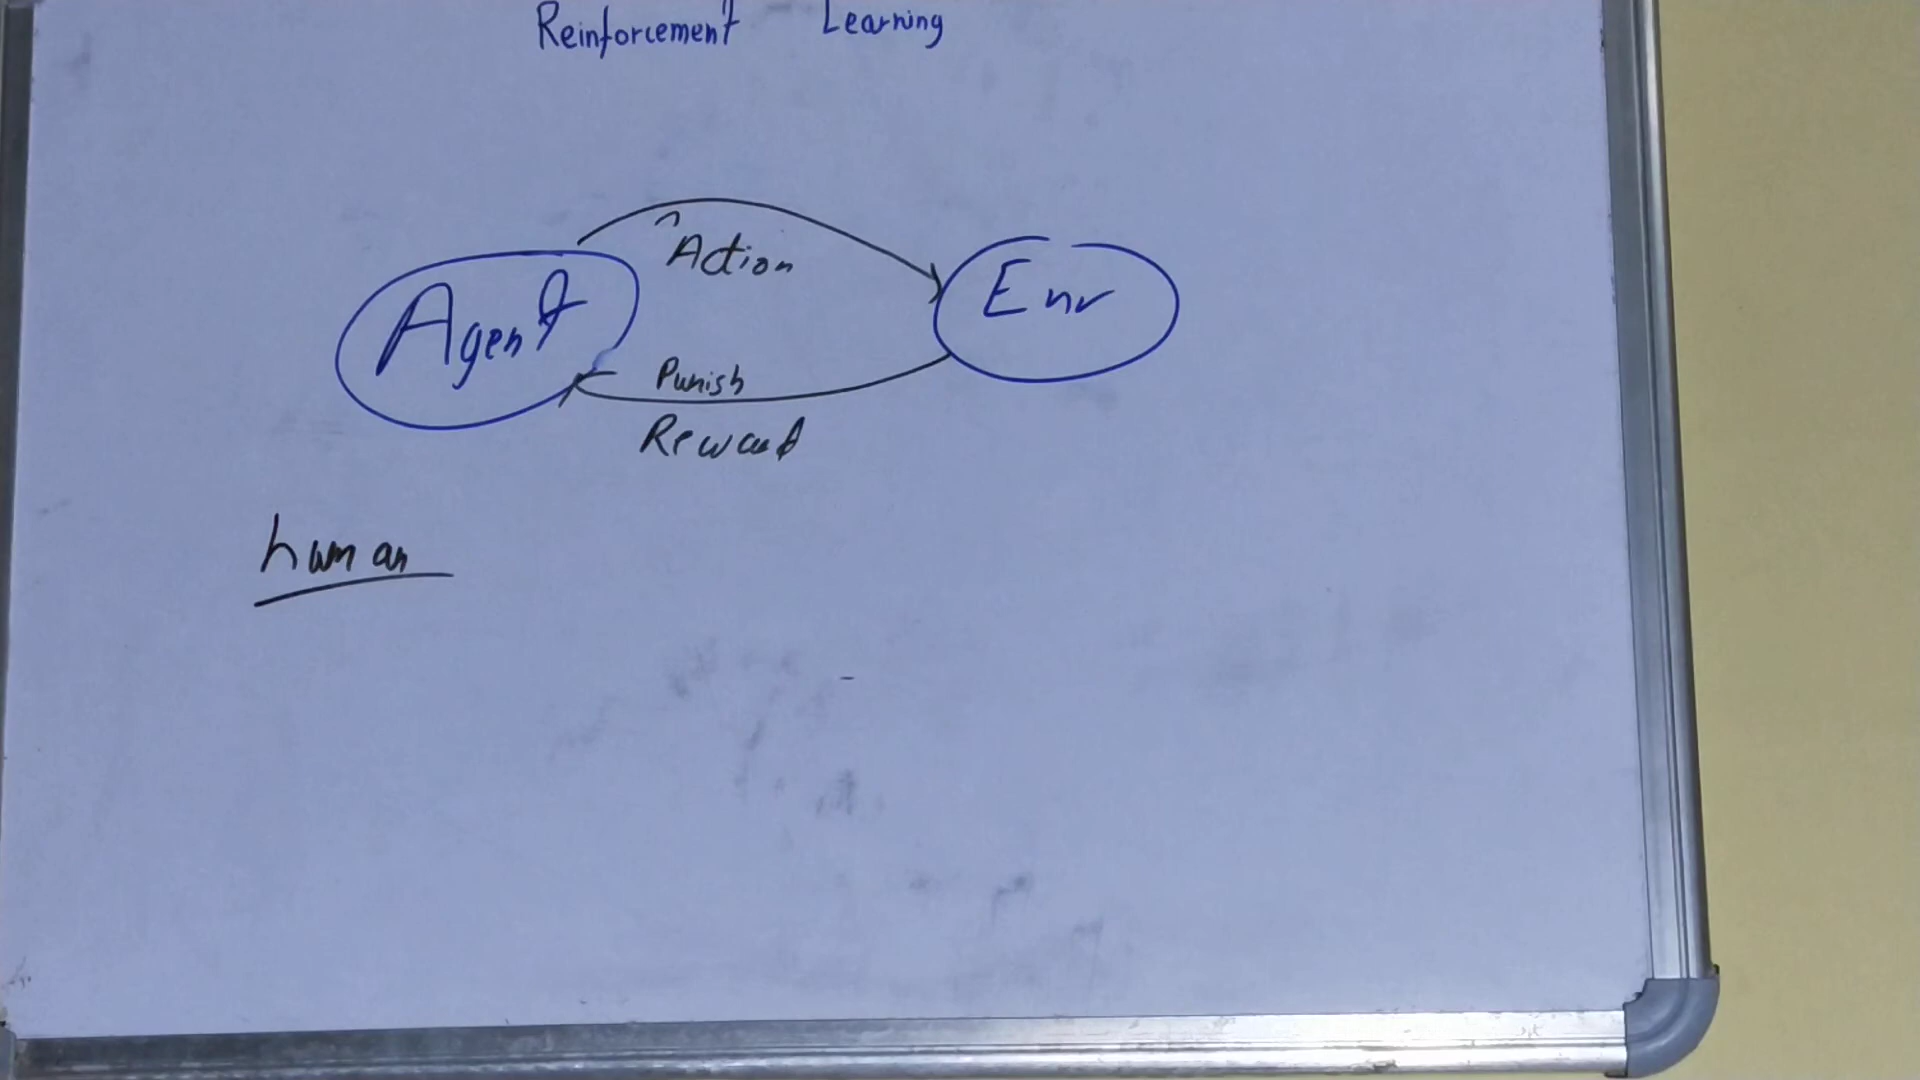 Reinforcement Learning
Action
Agent
Env
Punish
Reward
human